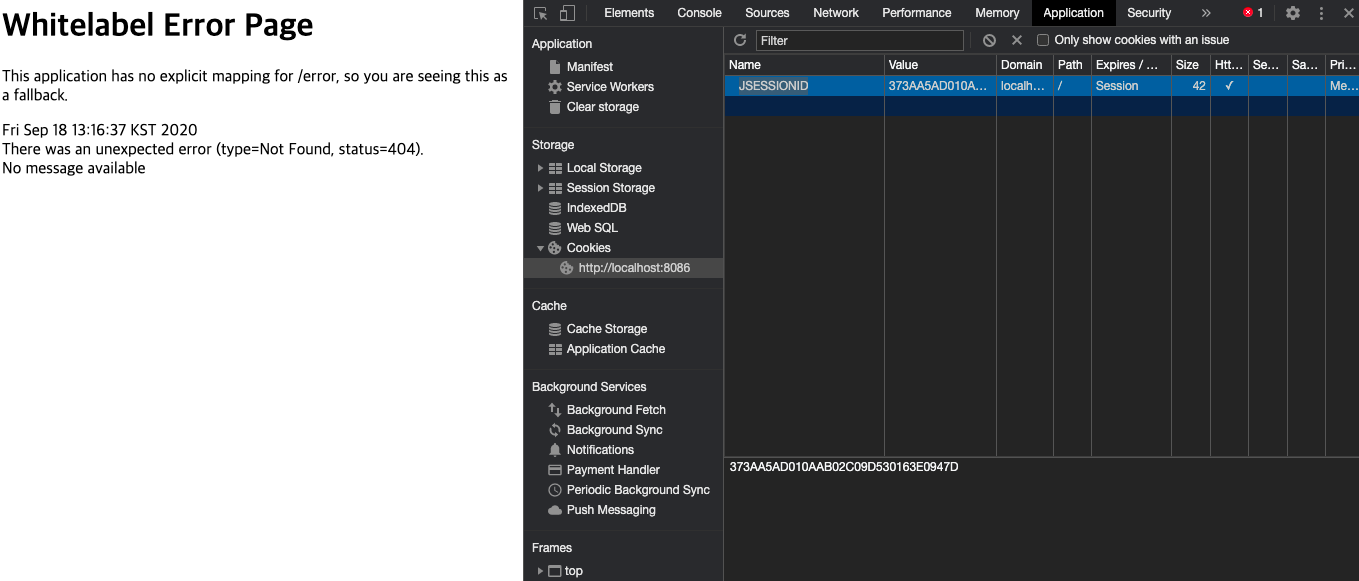 Whitelabel Error Page
This application has no explicit mapping for /error, so you are seeing this as
a fallback.
Fri Sep 18 13:16:37 KST 2020
There was an unexpected error (type=Not Found, status=404).
No message available
Elements Console Sources Network Performance Memory Application Security » 1
Application
Manifest
Service Workers
Clear storage
Storage
Local Storage
Session Storage
IndexedDB
Web SQL
Cookies
http://localhost:8086
Cache
Cache Storage
Application Cache
Background Services
Background Fetch
Background Sync
Notifications
Payment Handler
Periodic Background Sync
Push Messaging
Frames
top
Filter Only show cookies with an issue
Name Value Domain Path Expires / ... Size Htt... Se... Sa... Pri...
JSESSIONID 373AA5AD010A... localh... / Session 42 ✓ Me...
373AA5AD010AAB02C09D530163E0947D